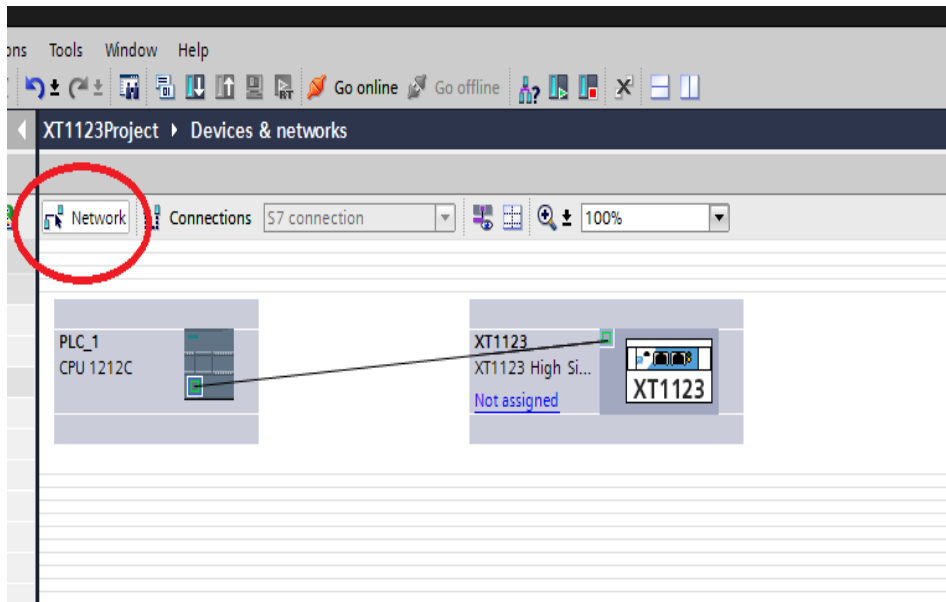 ons Tools Window Help
Go online Go offline
XT1123Project Devices & networks
Network Connections S7 connection 100%
PLC_1
CPU 1212C
XT1123
XT1123 High Si...
Not assigned
XT1123